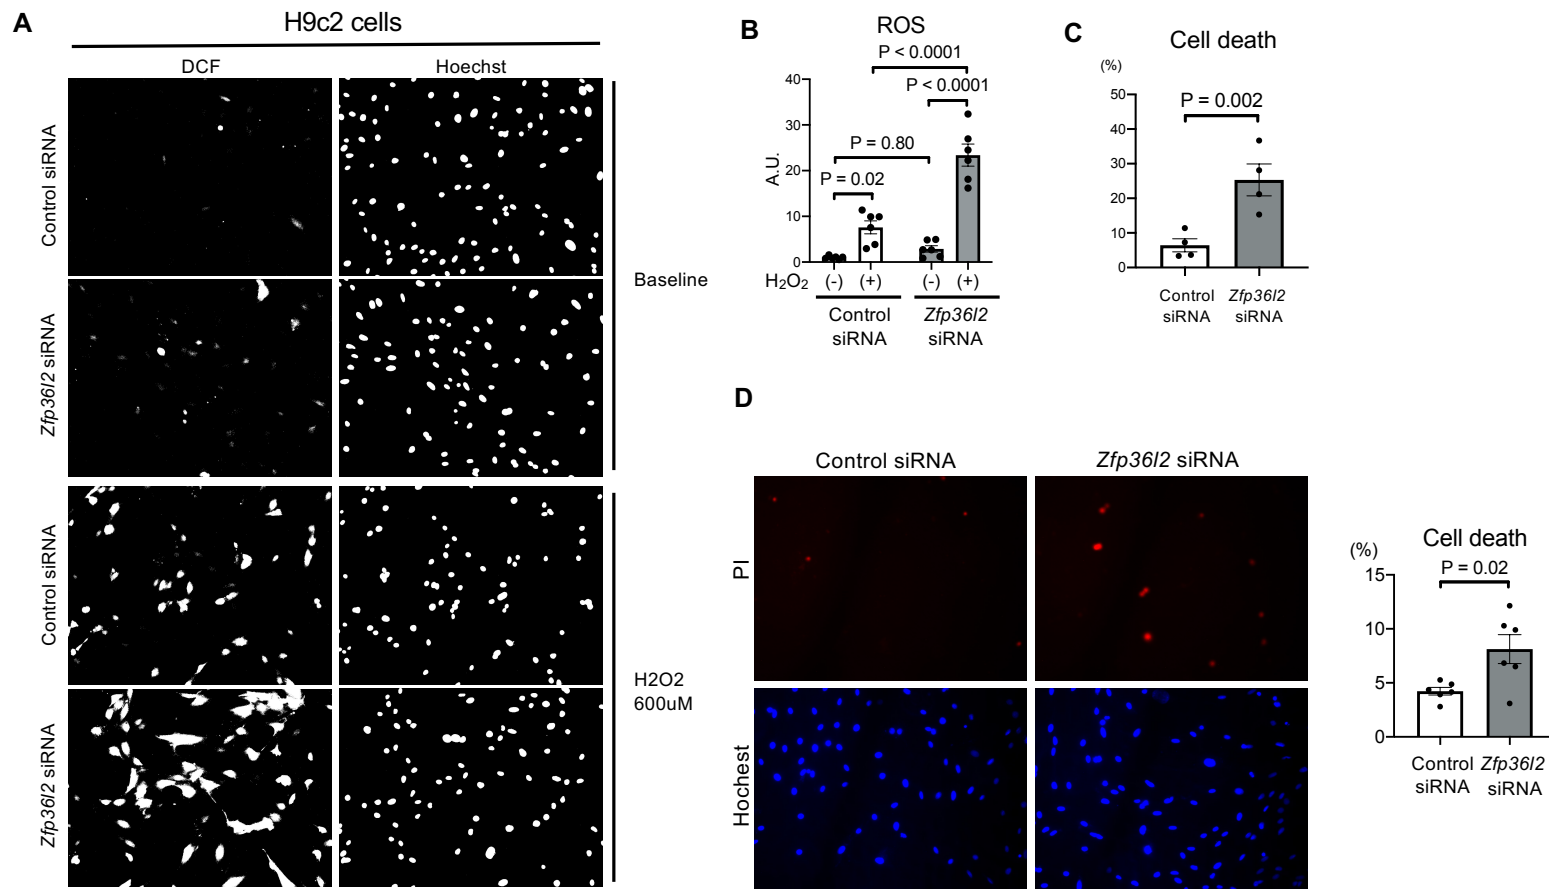 A
H9c2 cells
DCF
Hoechst
Control siRNA
Zfp36l2 siRNA
Baseline
Control siRNA
Zfp36l2 siRNA
H2O2
600uM
B
ROS
P < 0.0001
P < 0.0001
P = 0.80
P = 0.02
A.U.
40
30
20
10
0
H₂O₂ (-) (+) (-) (+)
Control
siRNA
Zfp36l2
siRNA
C
Cell death
(%)
P = 0.002
50
40
30
20
10
0
Control
siRNA
Zfp36l2
siRNA
D
Control siRNA
Zfp36l2 siRNA
PI
Hochest
Cell death
(%)
P = 0.02
15
10
5
0
Control
siRNA
Zfp36l2
siRNA